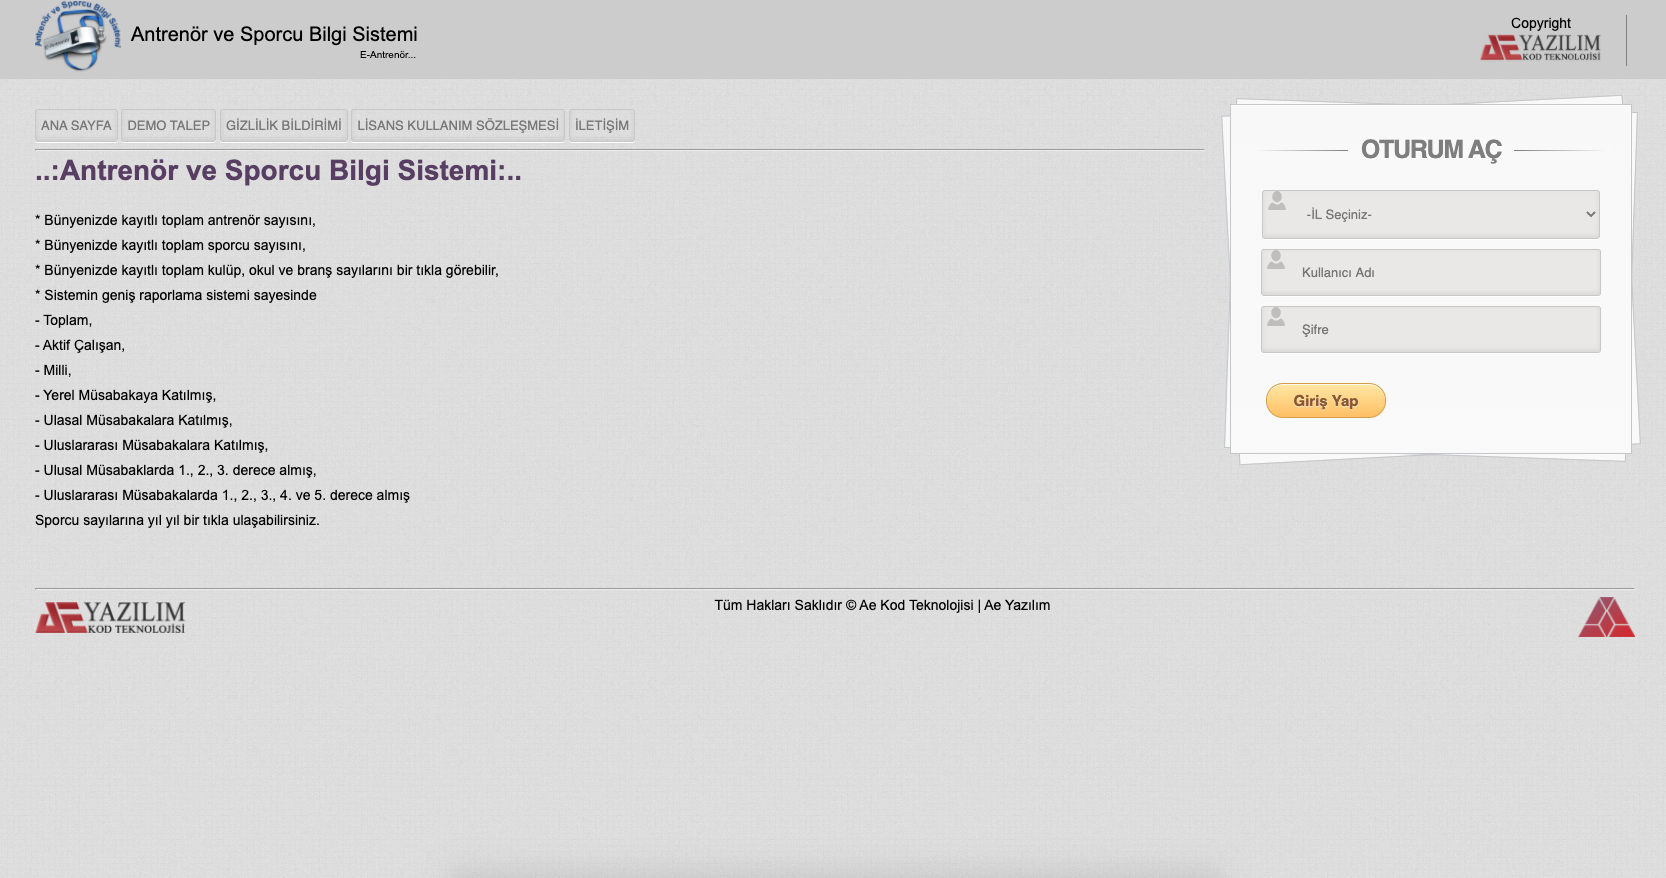 Antrenör ve Sporcu Bilgi Sistemi
Antrenör ve Sporcu Bilgi Sistemi
E-Antrenör...
Copyright
AEYAZILIM
KOD TEKNOLOJİSİ
ANA SAYFA
DEMO TALEP
GİZLİLİK BİLDİRİMİ
LİSANS KULLANIM SÖZLEŞMESİ
İLETİŞİM
..:Antrenör ve Sporcu Bilgi Sistemi:..
* Bünyenizde kayıtlı toplam antrenör sayısını,
* Bünyenizde kayıtlı toplam sporcu sayısını,
* Bünyenizde kayıtlı toplam kulüp, okul ve branş sayılarını bir tıkla görebilir,
* Sistemin geniş raporlama sistemi sayesinde
- Toplam,
- Aktif Çalışan,
- Milli,
- Yerel Müsabakaya Katılmış,
- Ulasal Müsabakalara Katılmış,
- Uluslararası Müsabakalara Katılmış,
- Ulusal Müsabaklarda 1., 2., 3. derece almış,
- Uluslararası Müsabakalarda 1., 2., 3., 4. ve 5. derece almış
Sporcu sayılarına yıl yıl bir tıkla ulaşabilirsiniz.
OTURUM AÇ
-İL Seçiniz-
Kullanıcı Adı
Şifre
Giriş Yap
AEYAZILIM
KOD TEKNOLOJİSİ
Tüm Hakları Saklıdır © Ae Kod Teknolojisi | Ae Yazılım